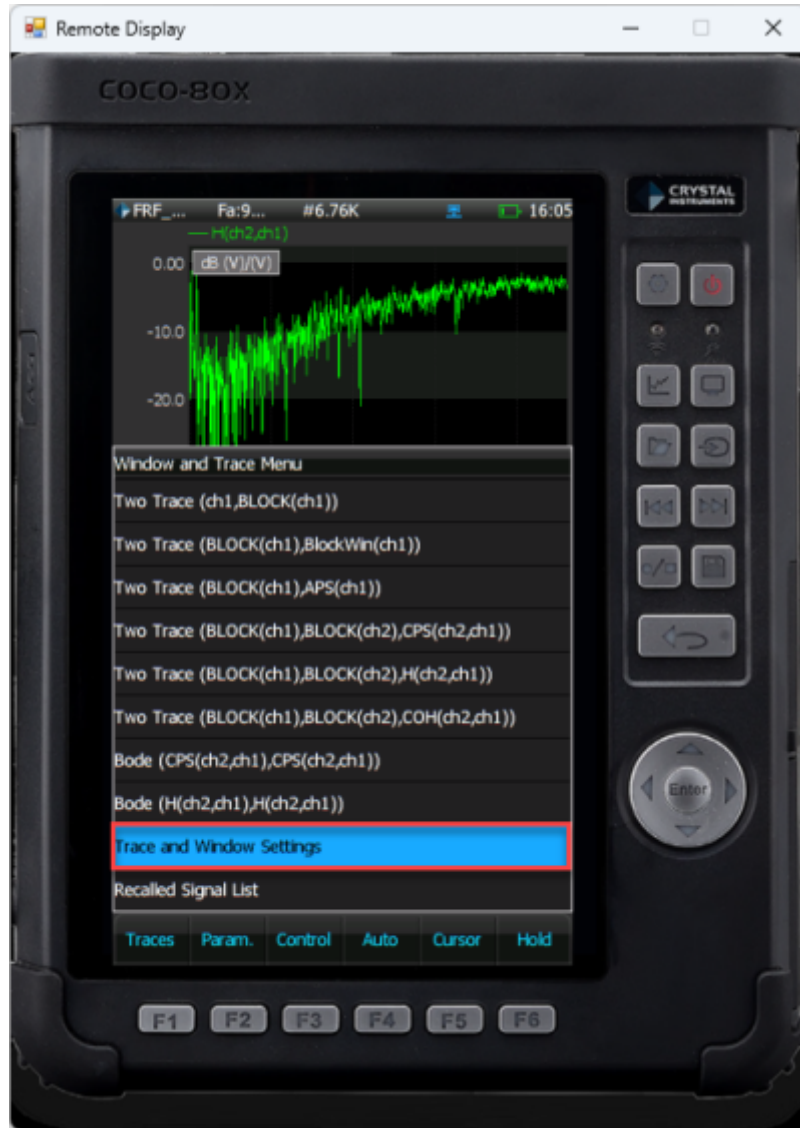 Remote Display
COCO-80X
CRYSTAL
INSTRUMENTS
FRF_... Fa:9... #6.76K 16:05
H(ch2,ch1)
0.00 dB (V)/(V)
-10.0
-20.0
Window and Trace Menu
Two Trace (ch1,BLOCK(ch1))
Two Trace (BLOCK(ch1),BlockWin(ch1))
Two Trace (BLOCK(ch1),APS(ch1))
Two Trace (BLOCK(ch1),BLOCK(ch2),CPS(ch2,ch1))
Two Trace (BLOCK(ch1),BLOCK(ch2),H(ch2,ch1))
Two Trace (BLOCK(ch1),BLOCK(ch2),COH(ch2,ch1))
Bode (CPS(ch2,ch1),CPS(ch2,ch1))
Bode (H(ch2,ch1),H(ch2,ch1))
Trace and Window Settings
Recalled Signal List
Traces Param. Control Auto Cursor Hold
Enter
F1 F2 F3 F4 F5 F6